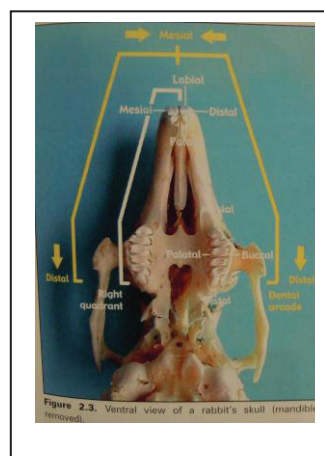 Mesial
Labial
Mesial
Distal
Palatal
Buccal
Distal
Right
quadrant
Distal
Dental
arcade
Figure 2.3. Ventral view of a rabbit's skull (mandible
removed).